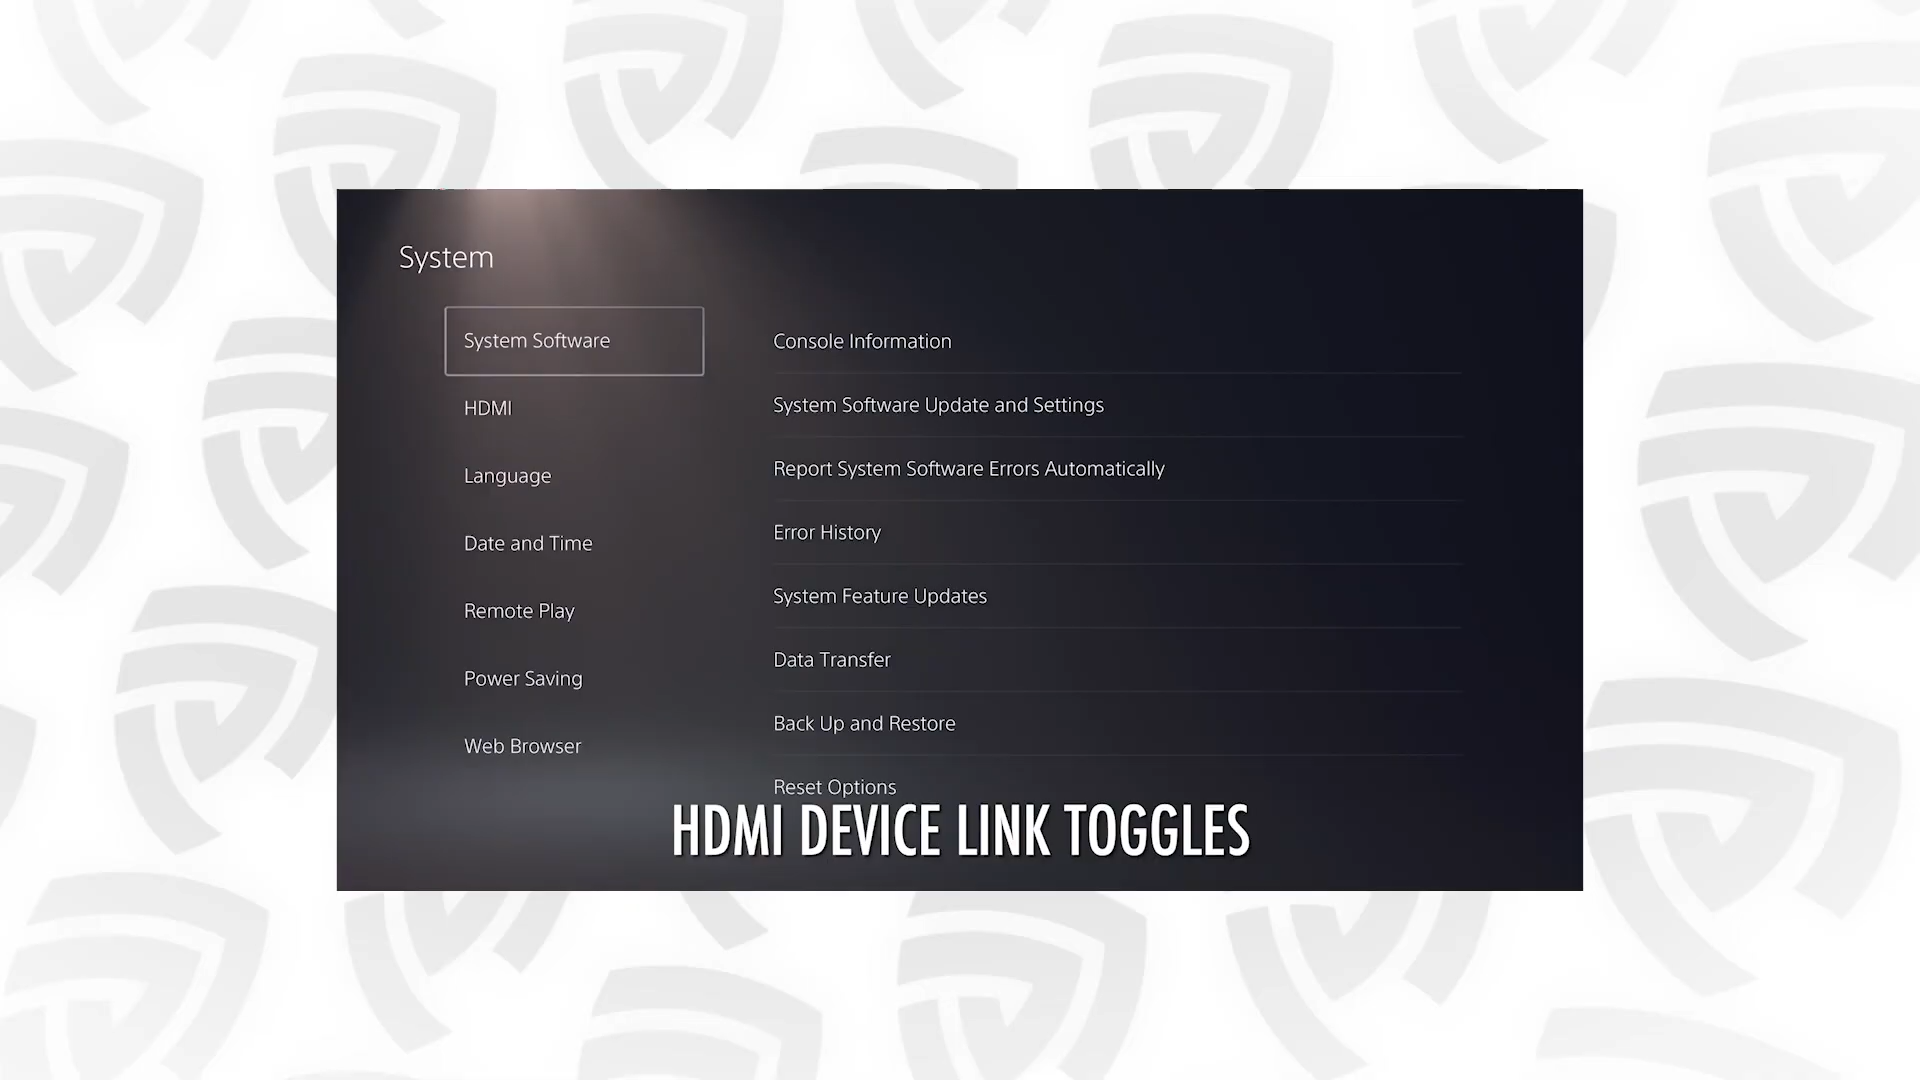 System
System Software
HDMI
Language
Date and Time
Remote Play
Power Saving
Web Browser
Console Information
System Software Update and Settings
Report System Software Errors Automatically
Error History
System Feature Updates
Data Transfer
Back Up and Restore
Reset Options
HDMI DEVICE LINK TOGGLES